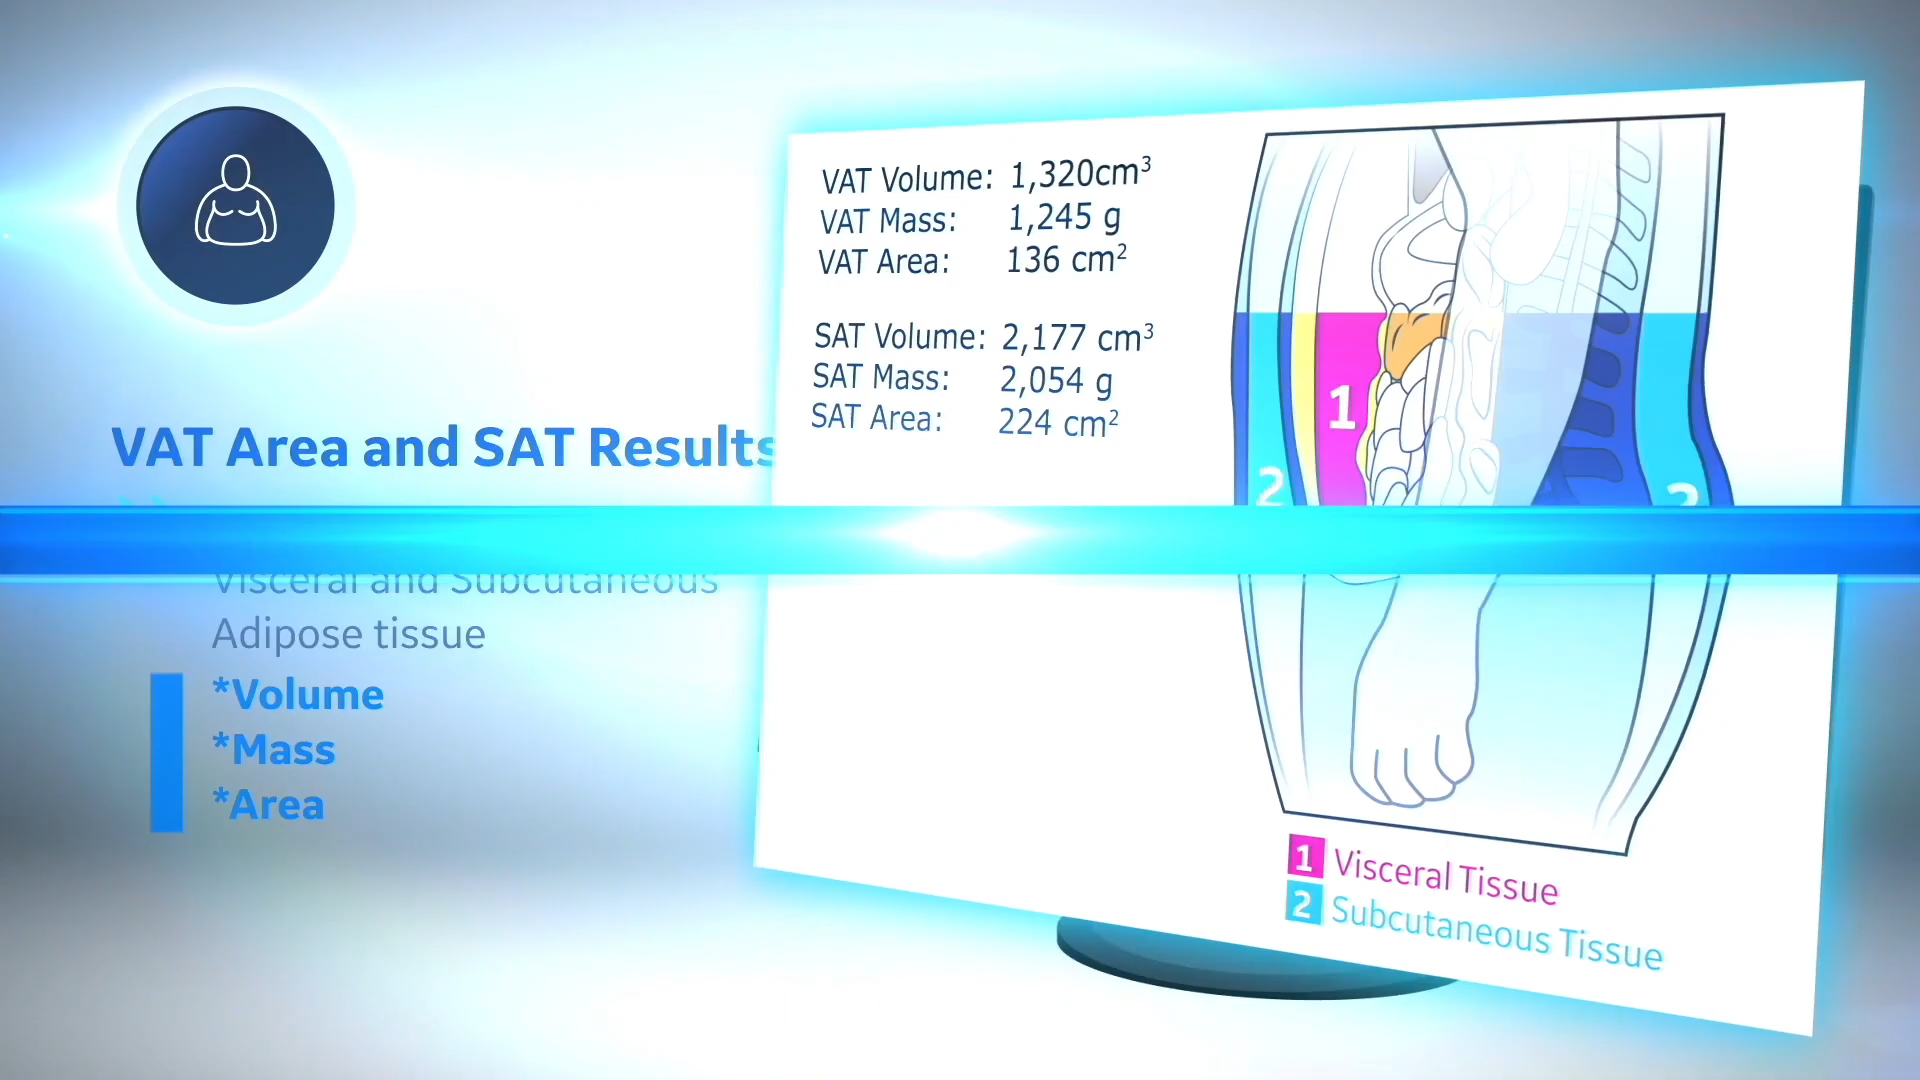 VAT Area and SAT Results
Visceral and Subcutaneous
Adipose tissue
*Volume
*Mass
*Area
VAT Volume: 1,320cm³
VAT Mass: 1,245 g
VAT Area: 136 cm²
SAT Volume: 2,177 cm³
SAT Mass: 2,054 g
SAT Area: 224 cm²
1
2
2
1 Visceral Tissue
2 Subcutaneous Tissue